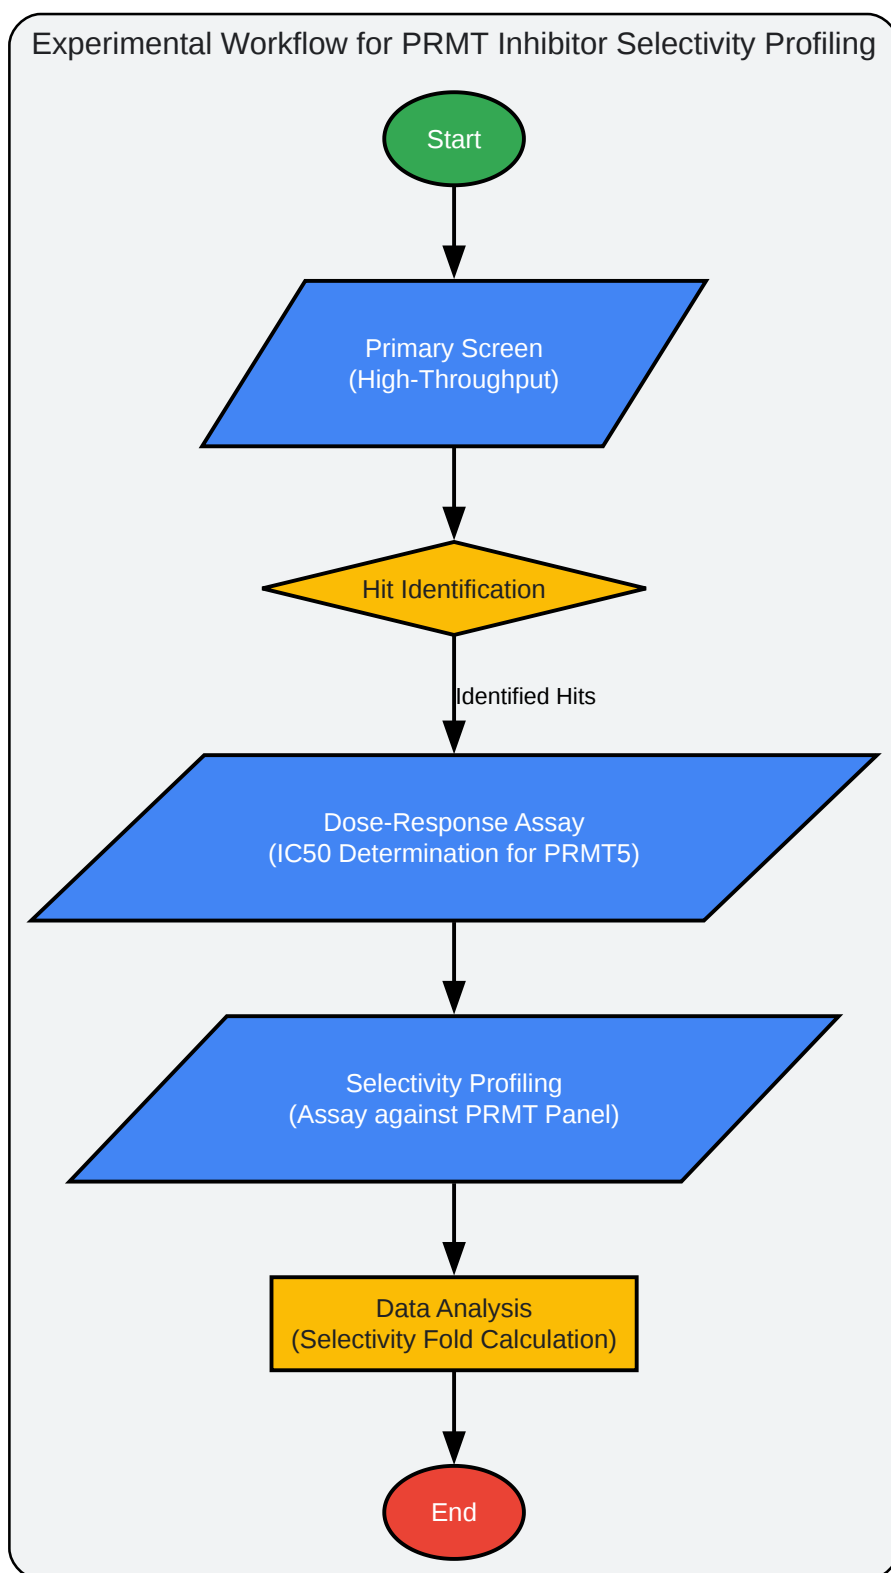 Experimental Workflow for PRMT Inhibitor Selectivity Profiling
Start
Primary Screen
(High-Throughput)
Hit Identification
Identified Hits
Dose-Response Assay
(IC50 Determination for PRMT5)
Selectivity Profiling
(Assay against PRMT Panel)
Data Analysis
(Selectivity Fold Calculation)
End